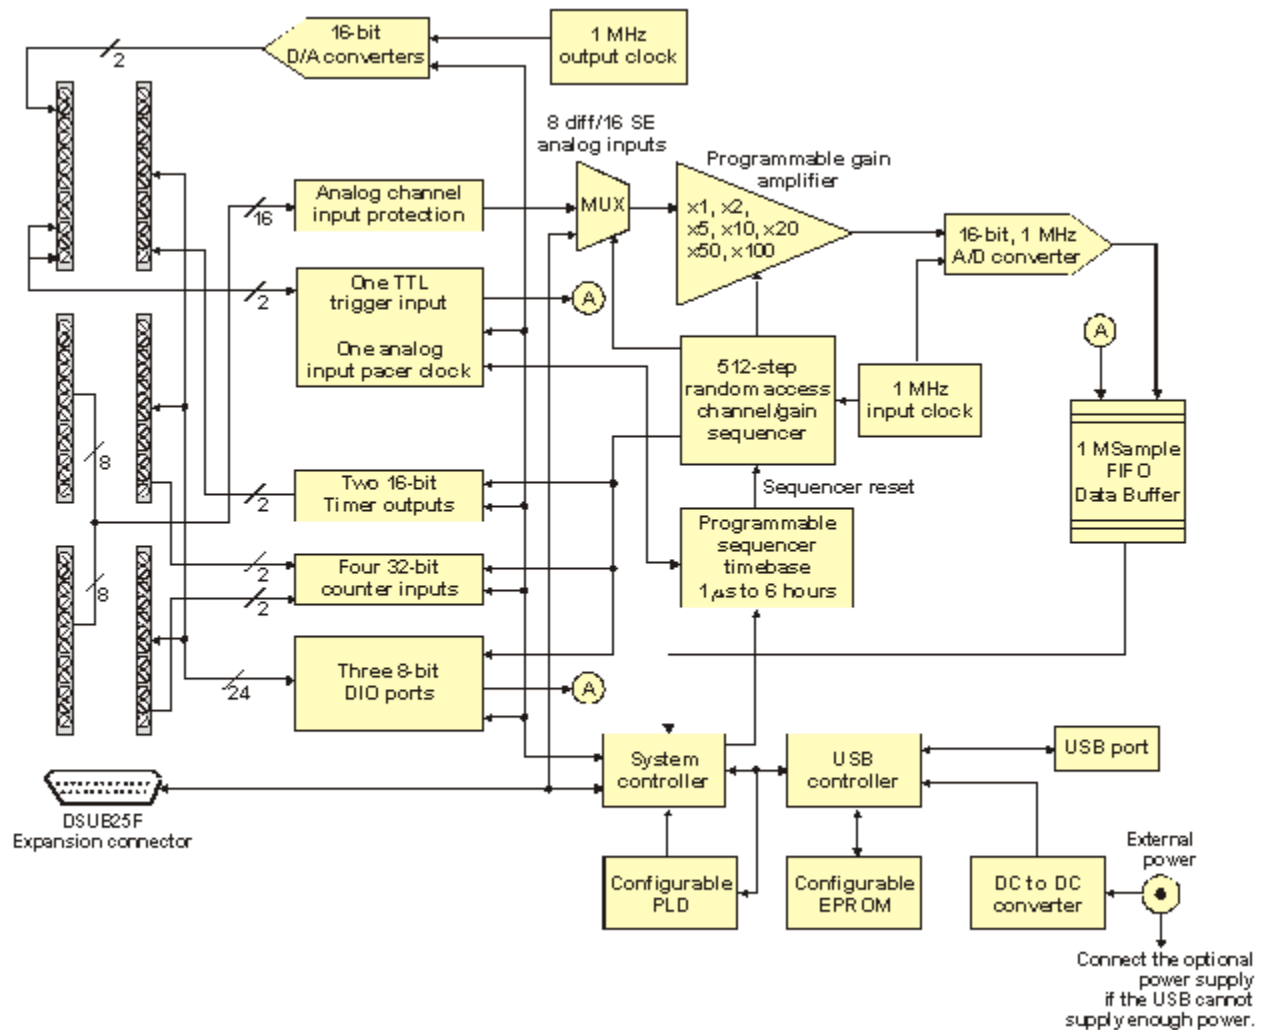 16-bit
D/A converters
1 MHz
output clock
2
8 diff/16 SE
analog inputs
Programmable gain
amplifier
Analog channel
input protection
16
MUX
x1, x2,
x5, x10, x20
x50, x100
16-bit, 1 MHz
A/D converter
One TTL
trigger input
One analog
input pacer clock
2
A
A
512-step
random access
channel/gain
sequencer
1 MHz
input clock
1 MSample
FIFO
Data Buffer
8
Two 16-bit
Timer outputs
2
Sequencer reset
Programmable
sequencer
timebase
1 µs to 6 hours
Four 32-bit
counter inputs
2
2
8
Three 8-bit
DIO ports
24
A
System
controller
USB
controller
USB port
DSUB25F
Expansion connector
Configurable
PLD
Configurable
EPROM
DC to DC
converter
External
power
Connect the optional
power supply
if the USB cannot
supply enough power.